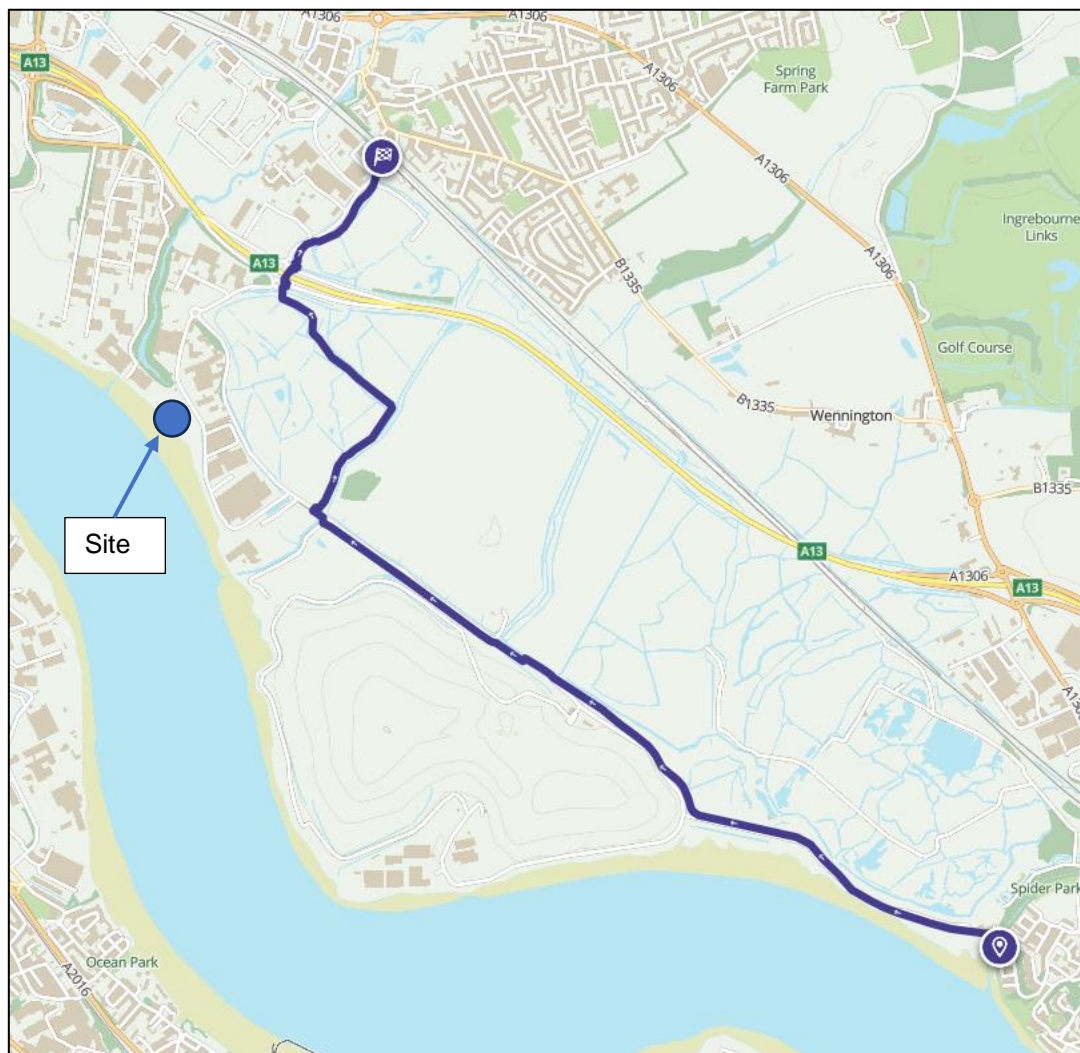 A1306
A1306
A13
A1306
Spring
Farm Park
A1306
Ingrebourne
Links
A1306
A13
B1335
Golf Course
B1335
Wennington
B1335
Site
A13
A1306
A13
Spider Park
Ocean Park
A2016